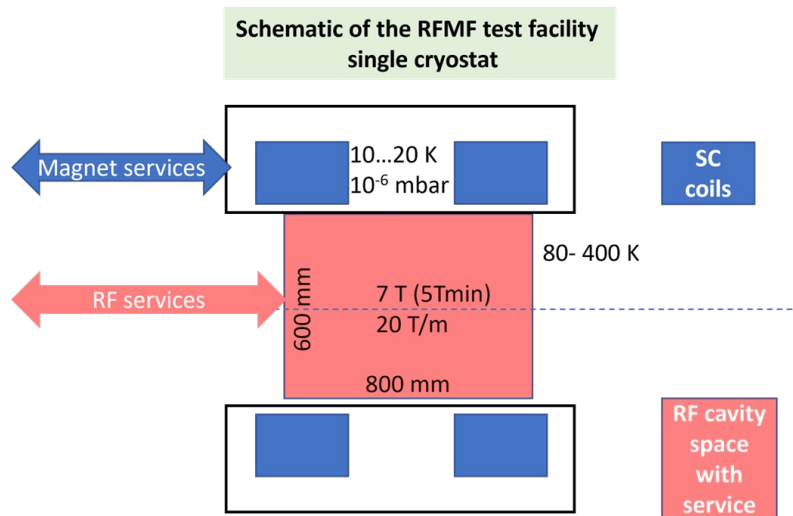 Schematic of the RFMF test facility
single cryostat
Magnet services
10...20 K
10⁻⁶ mbar
SC
coils
80- 400 K
RF services
600 mm
7 T (5Tmin)
20 T/m
800 mm
RF cavity
space
with
service